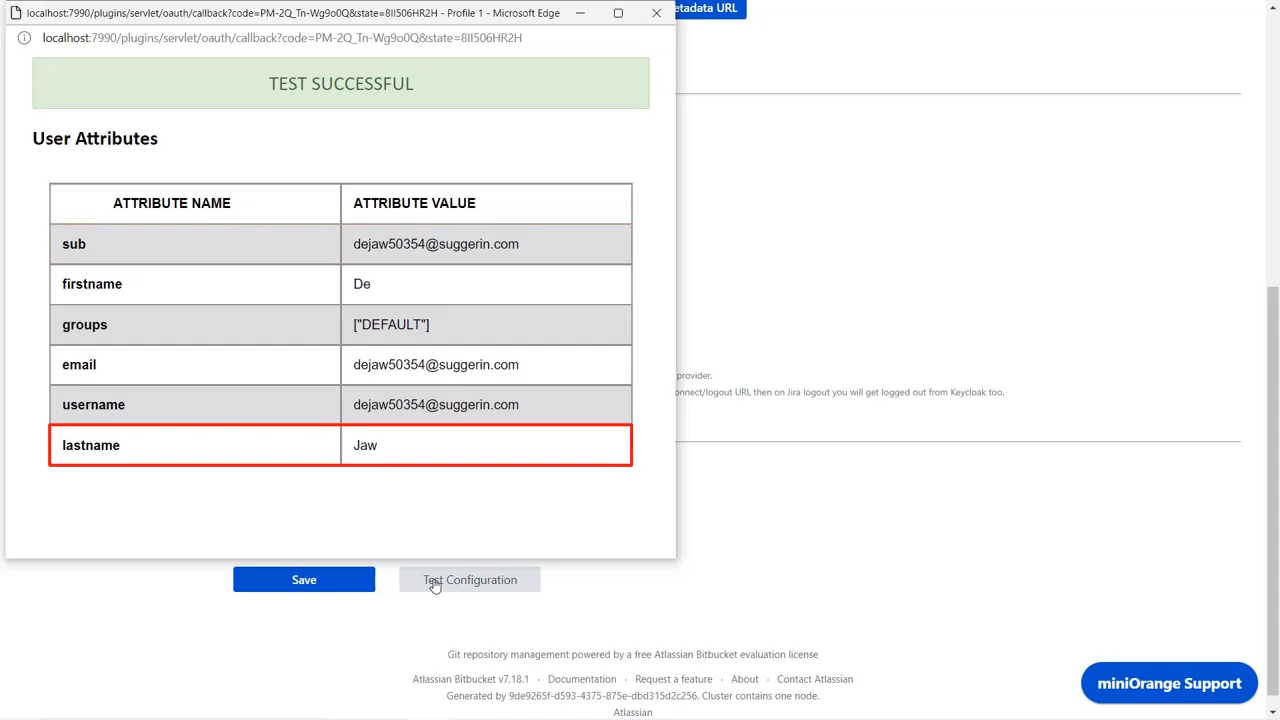 localhost:7990/plugins/servlet/oauth/callback?code=PM-2Q_Tn-Wg9o0Q&state=8II506HR2H - Profile 1 - Microsoft Edge
localhost:7990/plugins/servlet/oauth/callback?code=PM-2Q_Tn-Wg9o0Q&state=8II506HR2H
etadata URL
TEST SUCCESSFUL
User Attributes
ATTRIBUTE NAME ATTRIBUTE VALUE
sub dejaw50354@suggerin.com
firstname De
groups ["DEFAULT"]
email dejaw50354@suggerin.com
username dejaw50354@suggerin.com
lastname Jaw
provider.
onnect/logout URL then on Jira logout you will get logged out from Keycloak too.
Save Test Configuration
Git repository management powered by a free Atlassian Bitbucket evaluation license
Atlassian Bitbucket v7.18.1 · Documentation · Request a feature · About · Contact Atlassian
Generated by 9de9265f-d593-4375-875e-dbd315d2c256. Cluster contains one node.
Atlassian
miniOrange Support